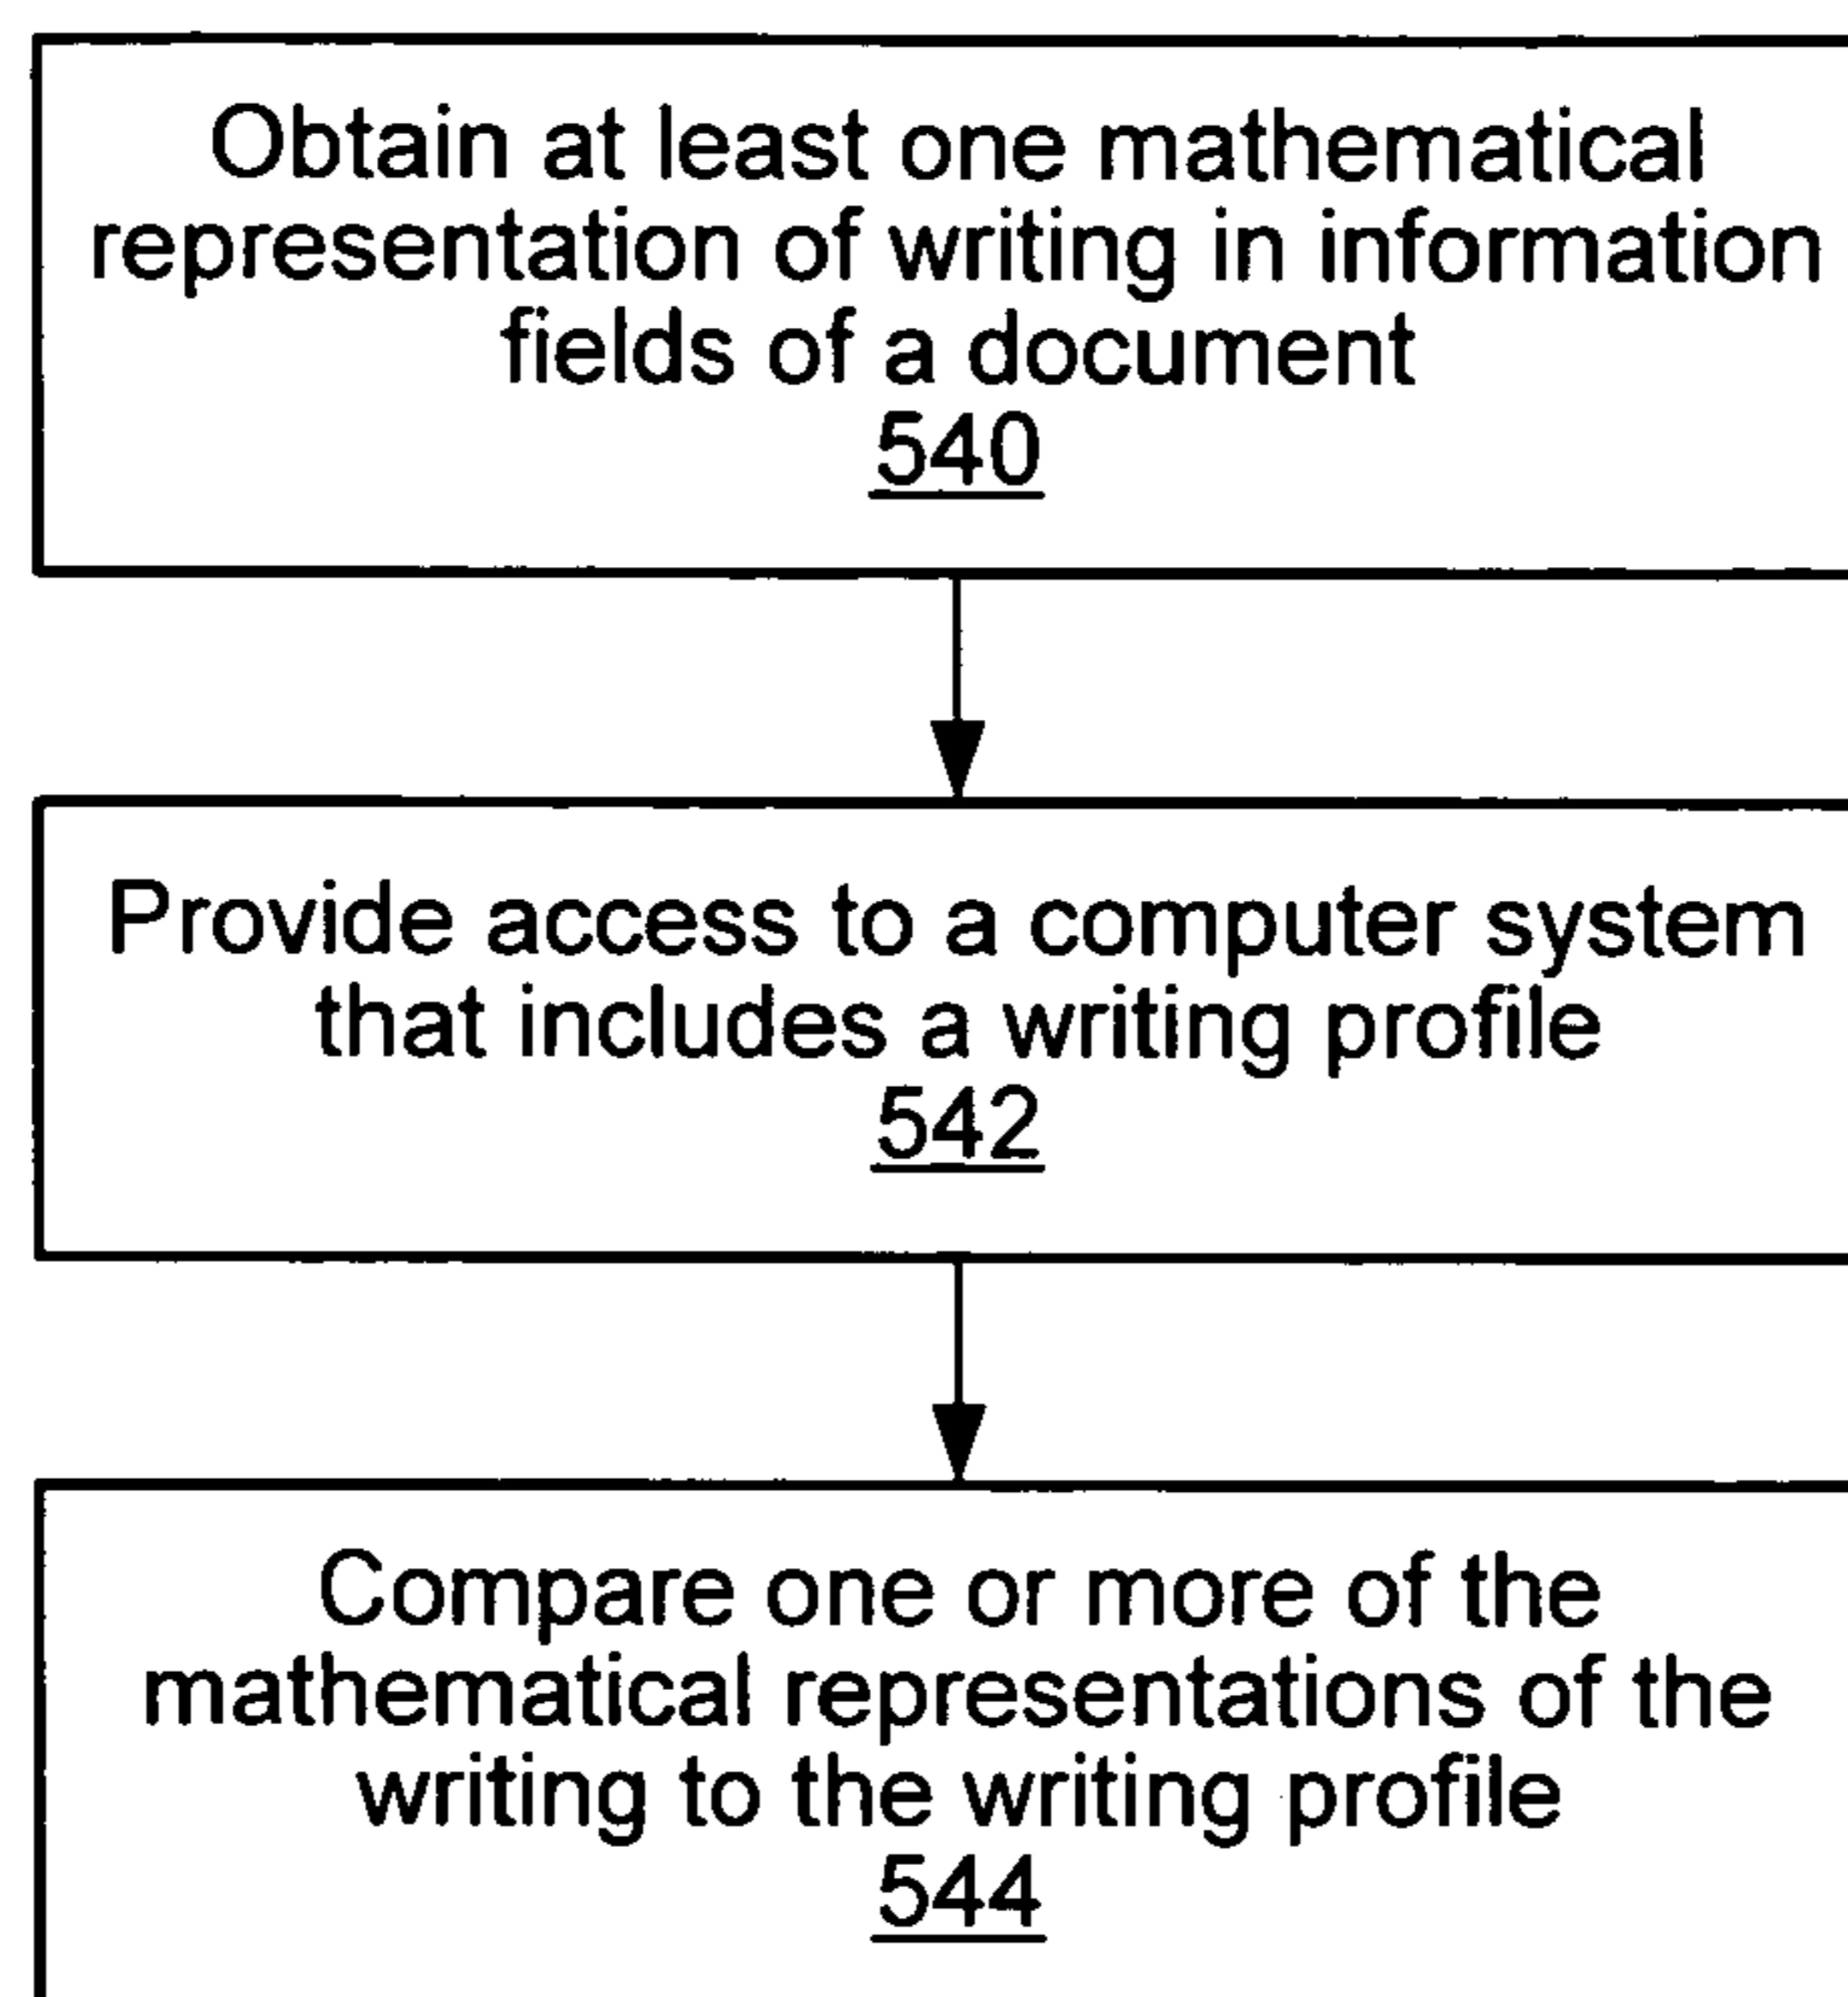 Obtain at least one mathematical
representation of writing in information
fields of a document
540
Provide access to a computer system
that includes a writing profile
542
Compare one or more of the
mathematical representations of the
writing to the writing profile
544